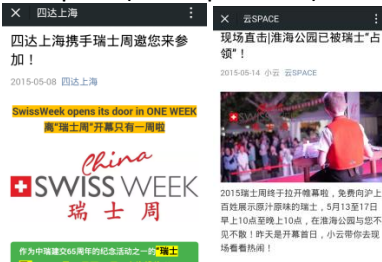 四达上海
四达上海携手瑞士周邀您来参
加！
2015-05-08 四达上海
SwissWeek opens its door in ONE WEEK
离“瑞士周”开幕只有一周啦
China
SWISS WEEK
瑞士周
作为中瑞建交65周年的纪念活动之一的“瑞士
云SPACE
现场直击|淮海公园已被瑞士“占
领”！
2015-05-14 小云 云SPACE
2015瑞士周终于拉开帷幕啦，免费向沪上
百姓展示原汁原味的瑞士，5月13至17日
早上10点至晚上10点，在淮海公园与您不
见不散！昨天是开幕首日，小云带你去现
场看看热闹！